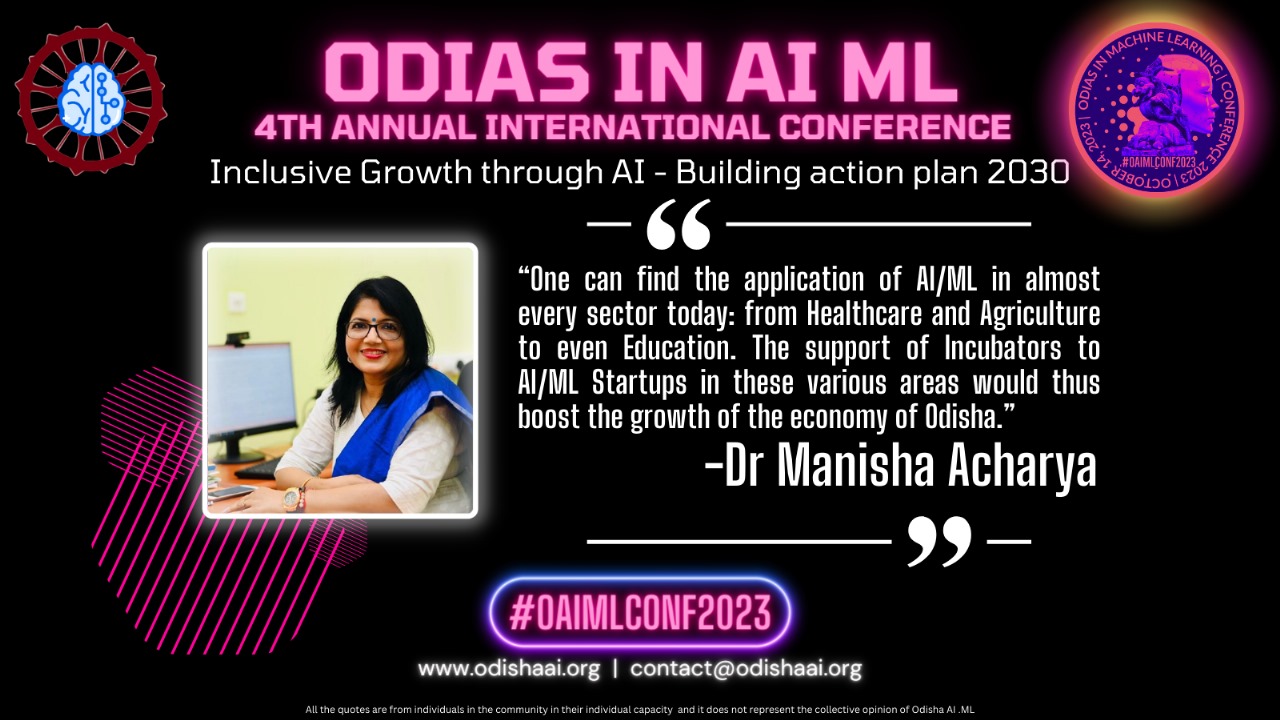 ODIAS IN AI ML
4TH ANNUAL INTERNATIONAL CONFERENCE
Inclusive Growth through AI - Building action plan 2030
ODIAS IN MACHINE LEARNING | CONFERENCE 2023 | OCTOBER 14, 2023 |
#OAIMLCONF2023
“One can find the application of AI/ML in almost
every sector today: from Healthcare and Agriculture
to even Education. The support of Incubators to
AI/ML Startups in these various areas would thus
boost the growth of the economy of Odisha.”
-Dr Manisha Acharya
#OAIMLCONF2023
www.odishaai.org | contact@odishaai.org
All the quotes are from individuals in the community in their individual capacity and it does not represent the collective opinion of Odisha AI .ML